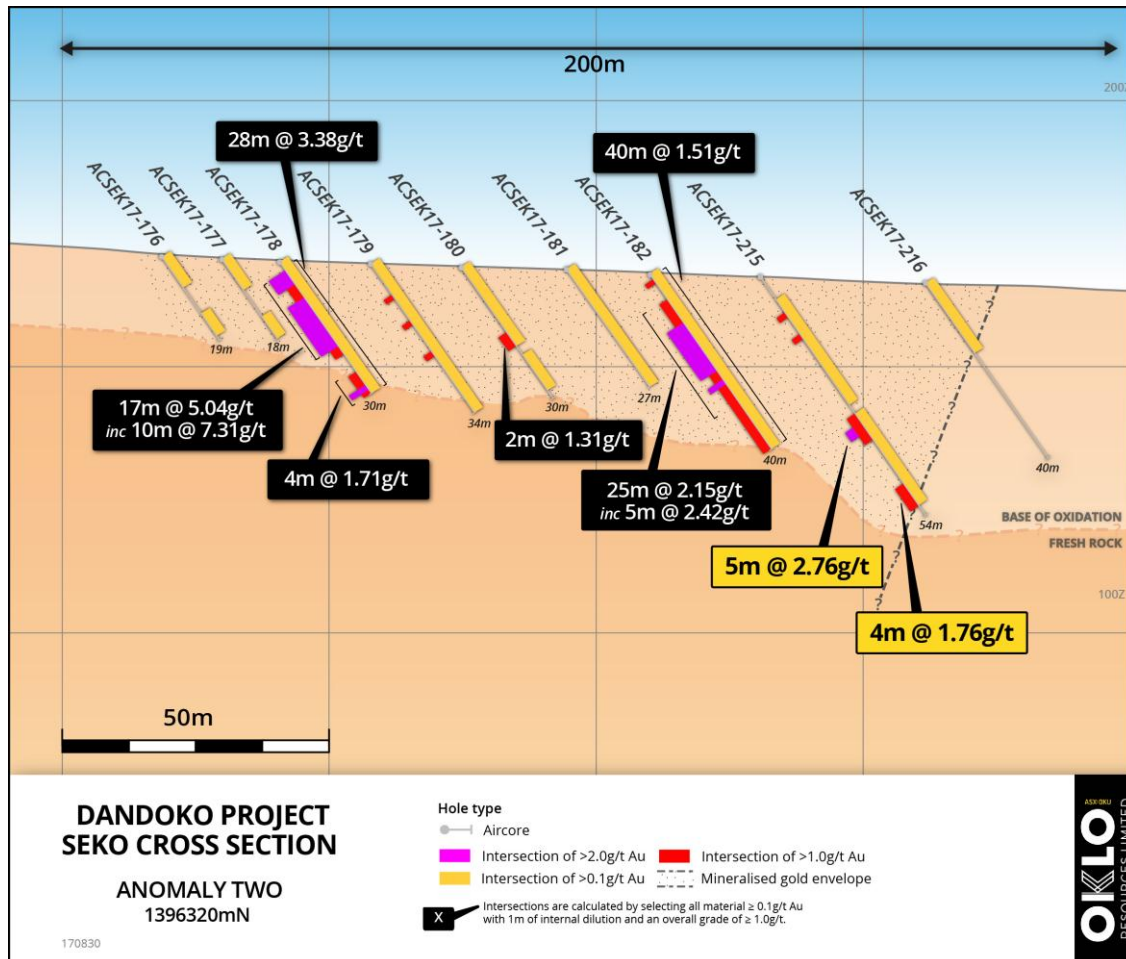 200m
200Z
28m @ 3.38g/t
40m @ 1.51g/t
ACSEK17-176
ACSEK17-177
ACSEK17-178
ACSEK17-179
ACSEK17-180
ACSEK17-181
ACSEK17-182
ACSEK17-215
ACSEK17-216
19m
18m
30m
34m
30m
27m
40m
54m
40m
17m @ 5.04g/t
inc 10m @ 7.31g/t
4m @ 1.71g/t
2m @ 1.31g/t
25m @ 2.15g/t
inc 5m @ 2.42g/t
BASE OF OXIDATION
FRESH ROCK
5m @ 2.76g/t
4m @ 1.76g/t
100Z
? ? ? ? ? ? ? ?
50m
DANDOKO PROJECT
SEKO CROSS SECTION
ANOMALY TWO
1396320mN
170830
Hole type
Aircore
Intersection of >2.0g/t Au
Intersection of >1.0g/t Au
Intersection of >0.1g/t Au
Mineralised gold envelope
X
Intersections are calculated by selecting all material ≥ 0.1g/t Au
with 1m of internal dilution and an overall grade of ≥ 1.0g/t.
ASX:OKU
OKLO
RESOURCES LIMITED